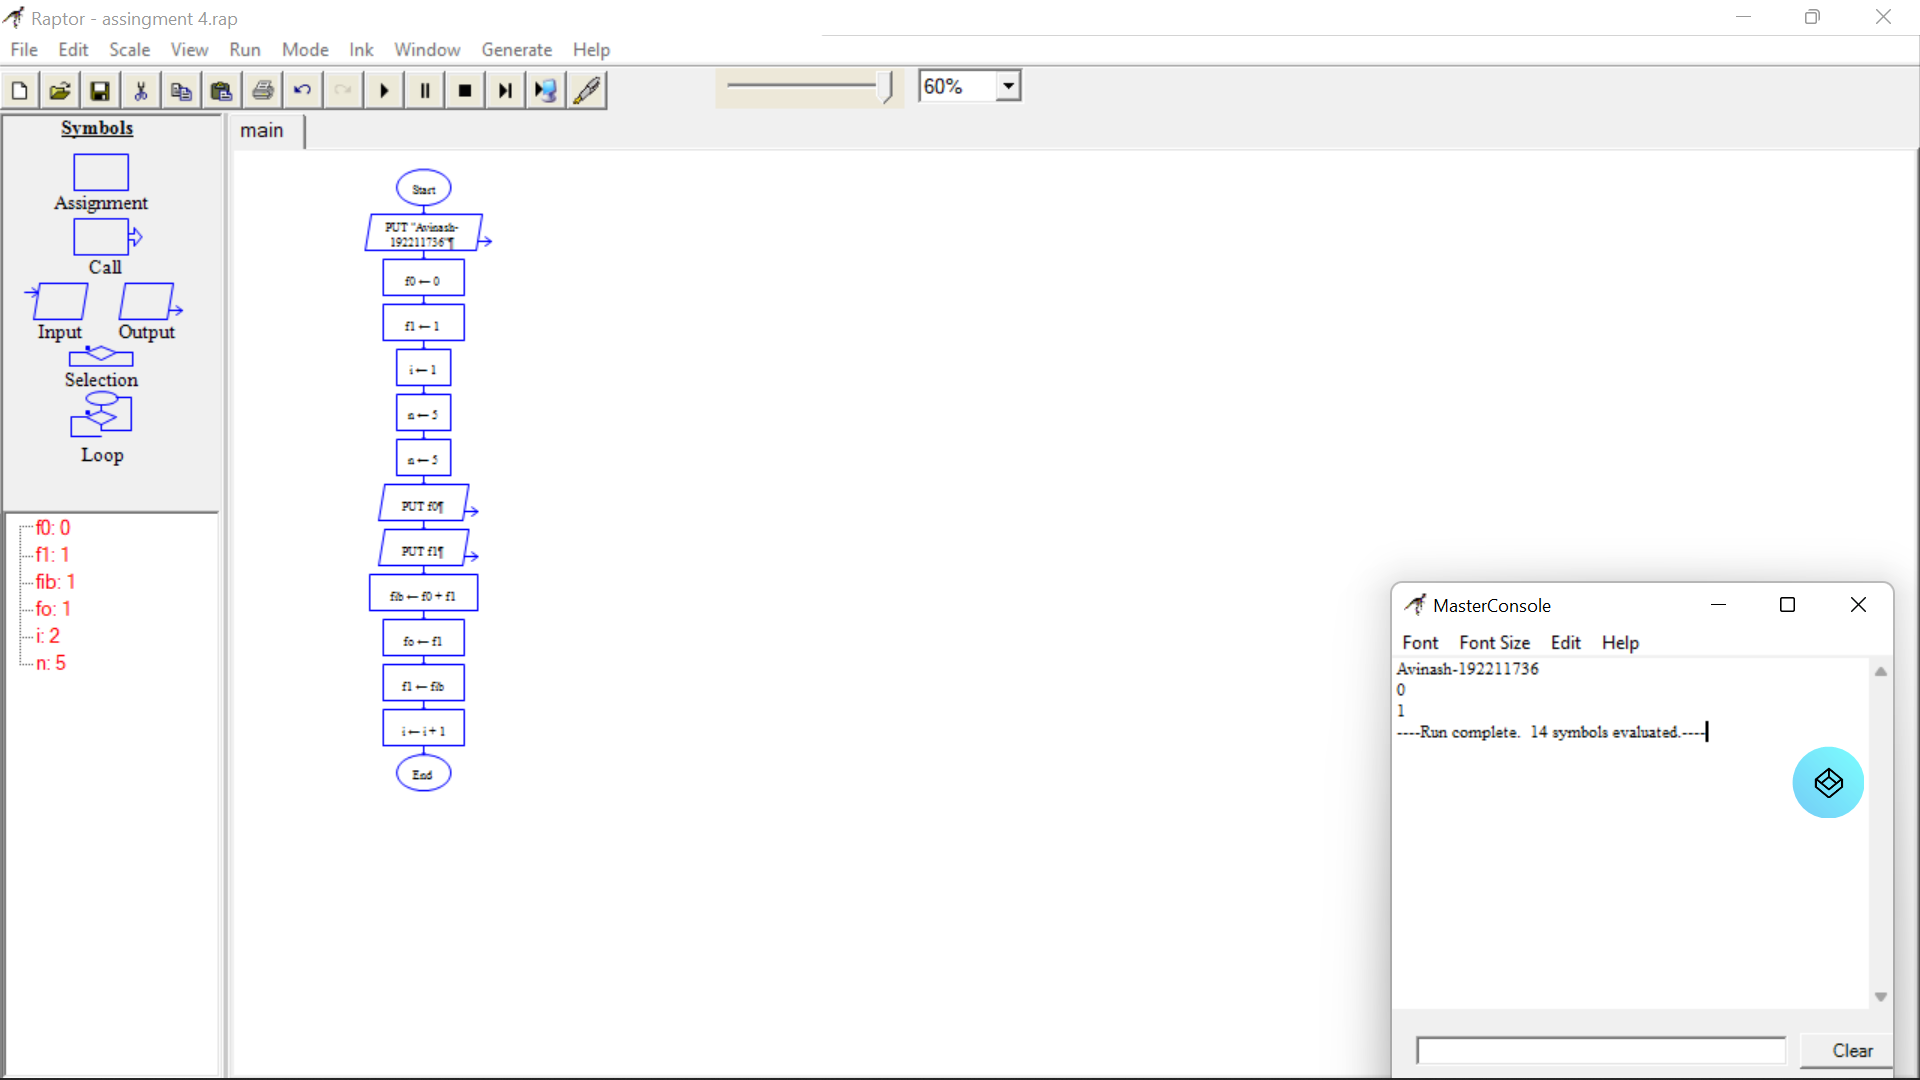 Raptor - assingment 4.rap
File Edit Scale View Run Mode Ink Window Generate Help
60%
Symbols
Assignment
Call
Input Output
Selection
Loop
f0: 0
f1: 1
fib: 1
fo: 1
i: 2
n: 5
main
Start
PUT "Avinash-
192211736"¶
f0 ← 0
f1 ← 1
i ← 1
n ← 5
n ← 5
PUT f0¶
PUT f1¶
fib ← f0 + f1
fo ← f1
f1 ← fib
i ← i + 1
End
MasterConsole
Font Font Size Edit Help
Avinash-192211736
0
1
----Run complete.  14 symbols evaluated.----
Clear